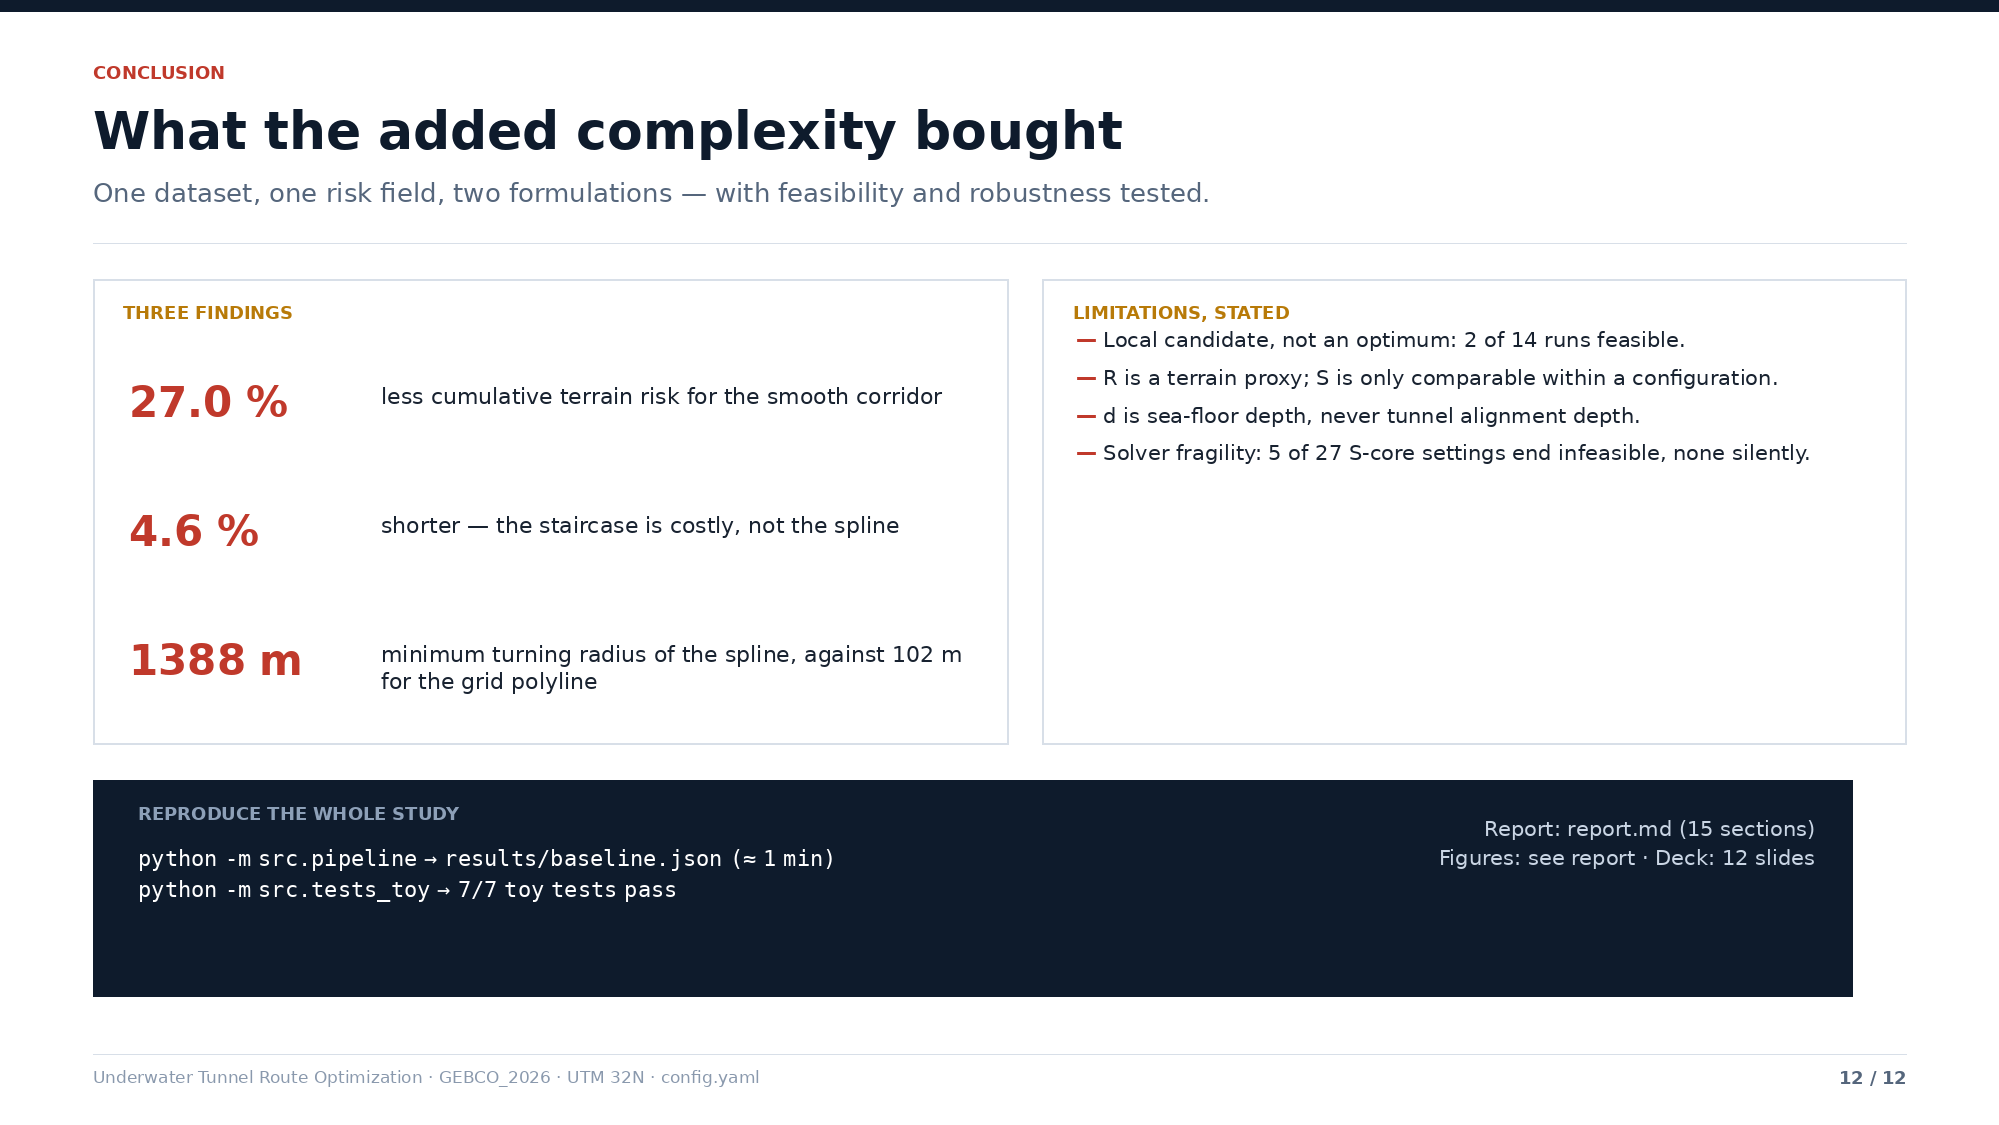 CONCLUSION
What the added complexity bought
One dataset, one risk field, two formulations — with feasibility and robustness tested.
THREE FINDINGS
27.0 %
less cumulative terrain risk for the smooth corridor
4.6 %
shorter — the staircase is costly, not the spline
1388 m
minimum turning radius of the spline, against 102 m
for the grid polyline
LIMITATIONS, STATED
— Local candidate, not an optimum: 2 of 14 runs feasible.
— R is a terrain proxy; S is only comparable within a configuration.
— d is sea-floor depth, never tunnel alignment depth.
— Solver fragility: 5 of 27 S-core settings end infeasible, none silently.
REPRODUCE THE WHOLE STUDY
python -m src.pipeline → results/baseline.json (≈ 1 min)
python -m src.tests_toy → 7/7 toy tests pass
Report: report.md (15 sections)
Figures: see report · Deck: 12 slides
Underwater Tunnel Route Optimization · GEBCO_2026 · UTM 32N · config.yaml
12 / 12